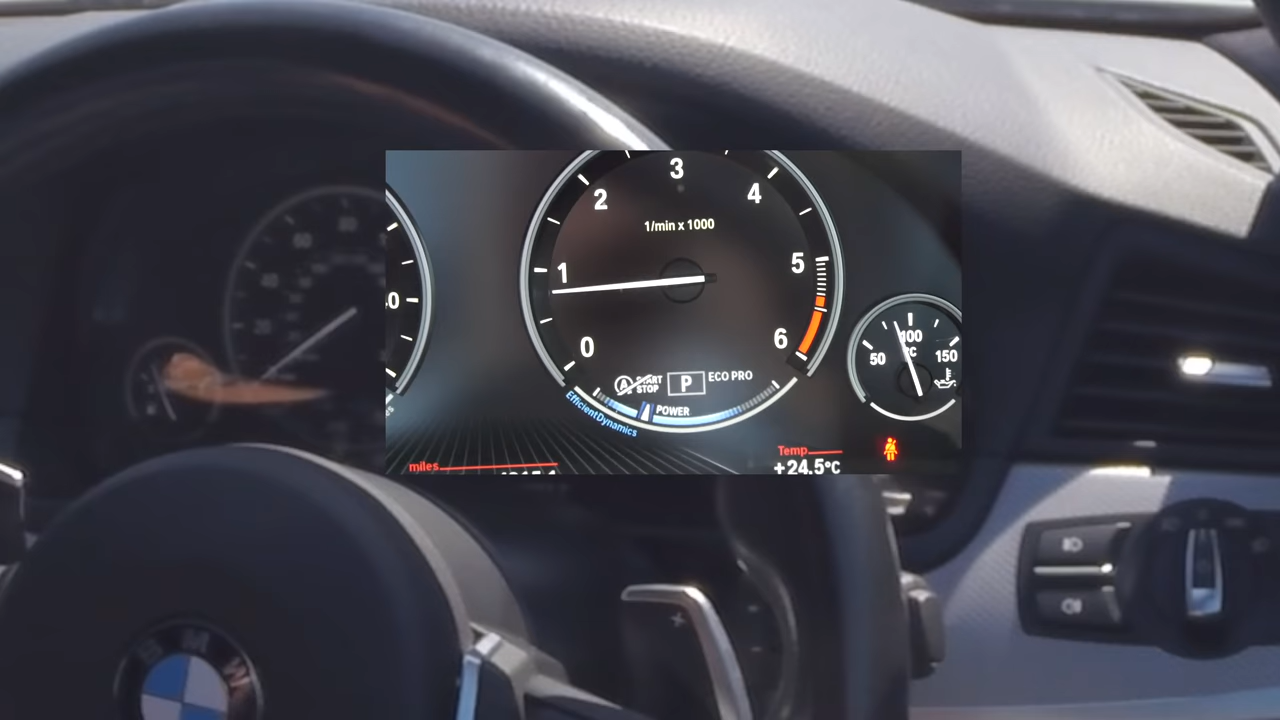 3
2
4
1/min x 1000
1
5
0
6
100
°C
50
150
START
STOP
P
ECO PRO
POWER
EfficientDynamics
miles
Temp
+24.5°C
B M W